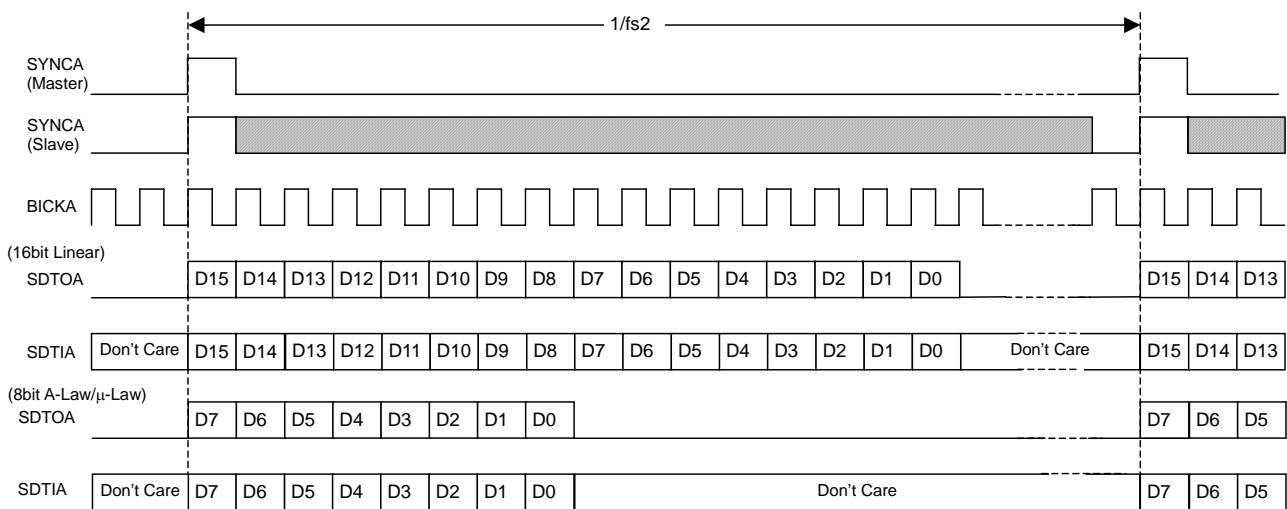 1/fs2
SYNCA
(Master)
SYNCA
(Slave)
BICKA
(16bit Linear)
SDTOA D15 D14 D13 D12 D11 D10 D9 D8 D7 D6 D5 D4 D3 D2 D1 D0 D15 D14 D13
SDTIA Don't Care D15 D14 D13 D12 D11 D10 D9 D8 D7 D6 D5 D4 D3 D2 D1 D0 Don't Care D15 D14 D13
(8bit A-Law/μ-Law)
SDTOA D7 D6 D5 D4 D3 D2 D1 D0 D7 D6 D5
SDTIA Don't Care D7 D6 D5 D4 D3 D2 D1 D0 Don't Care D7 D6 D5